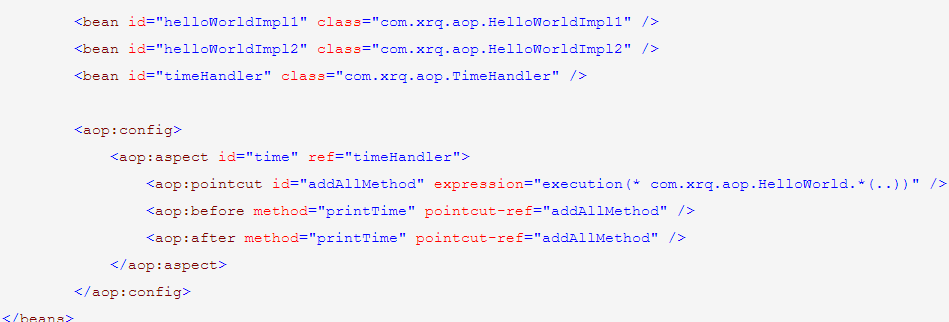 <bean id="helloWorldImpl1" class="com.xrq.aop.HelloWorldImpl1" />
<bean id="helloWorldImpl2" class="com.xrq.aop.HelloWorldImpl2" />
<bean id="timeHandler" class="com.xrq.aop.TimeHandler" />
<aop:config>
<aop:aspect id="time" ref="timeHandler">
<aop:pointcut id="addAllMethod" expression="execution(* com.xrq.aop.HelloWorld.*(..))" />
<aop:before method="printTime" pointcut-ref="addAllMethod" />
<aop:after method="printTime" pointcut-ref="addAllMethod" />
</aop:aspect>
</aop:config>
</beans>